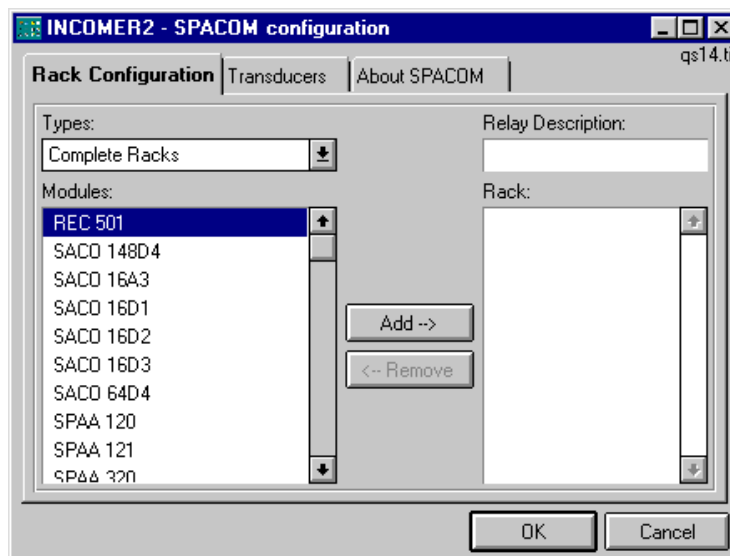 INCOMER2 - SPACOM configuration
qs14.ti
Rack Configuration
Transducers
About SPACOM
Types:
Complete Racks
Modules:
REC 501
SACO 148D4
SACO 16A3
SACO 16D1
SACO 16D2
SACO 16D3
SACO 64D4
SPAA 120
SPAA 121
SPAA 320
Add -->
<-- Remove
Relay Description:
Rack:
OK
Cancel